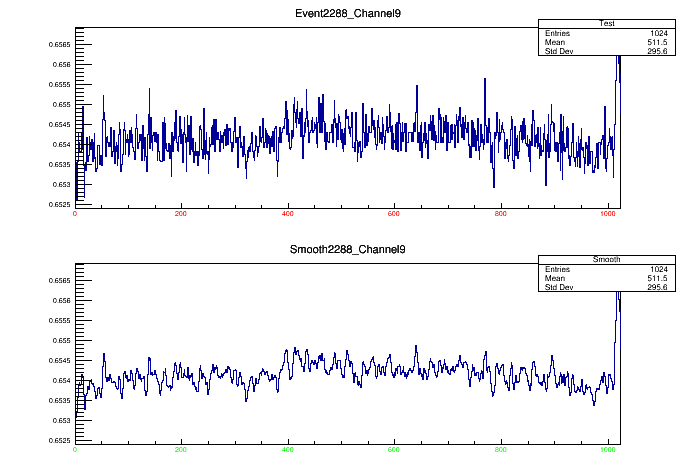 Event2288_Channel9
Test
Entries 1024
Mean 511.5
Std Dev 295.6
0.6565
0.656
0.6555
0.655
0.6545
0.654
0.6535
0.653
0.6525
0 200 400 600 800 1000
Smooth2288_Channel9
Smooth
Entries 1024
Mean 511.5
Std Dev 295.6
0.6565
0.656
0.6555
0.655
0.6545
0.654
0.6535
0.653
0.6525
0 200 400 600 800 1000